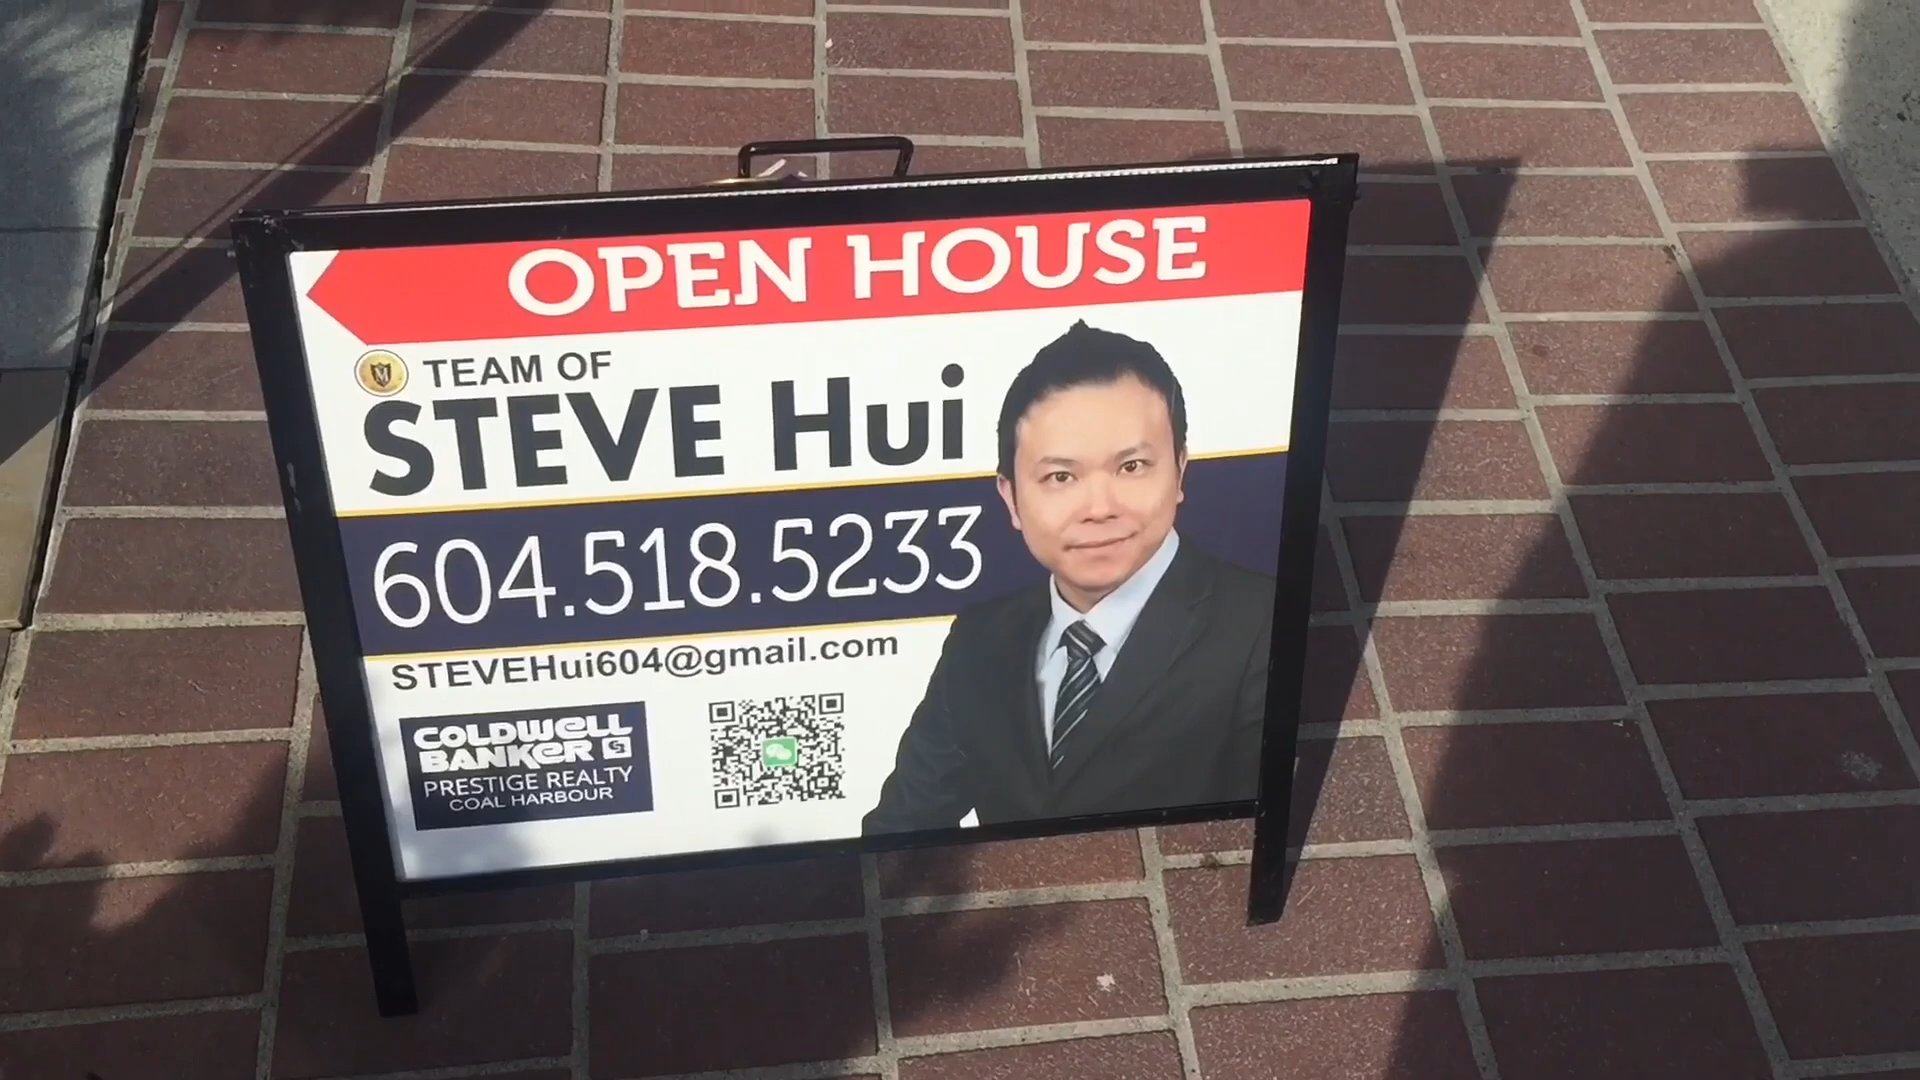 OPEN HOUSE
TEAM OF
STEVE Hui
604.518.5233
STEVEHui604@gmail.com
COLDWELL
BANKER
PRESTIGE REALTY
COAL HARBOUR